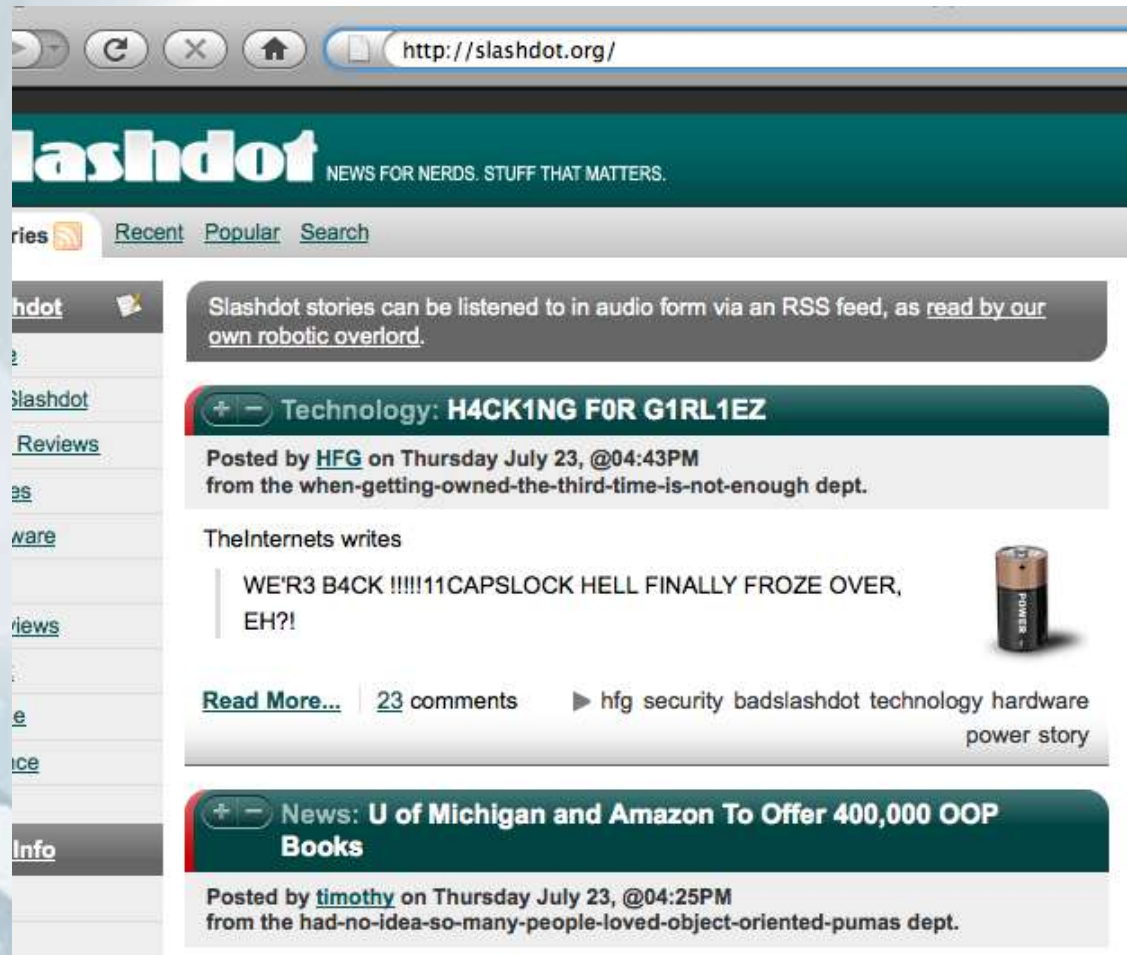 http://slashdot.org/
lashdot NEWS FOR NERDS. STUFF THAT MATTERS.
ries Recent Popular Search
hdot
Slashdot stories can be listened to in audio form via an RSS feed, as read by our
own robotic overlord.
e
Slashdot
Reviews
es
ware
views
e
nce
Info
+ - Technology: H4CK1NG F0R G1RL1EZ
Posted by HFG on Thursday July 23, @04:43PM
from the when-getting-owned-the-third-time-is-not-enough dept.
TheInternets writes
WE'R3 B4CK !!!!!11CAPSLOCK HELL FINALLY FROZE OVER,
EH?!
POWER
Read More... 23 comments ▶ hfg security badslashdot technology hardware
power story
+ - News: U of Michigan and Amazon To Offer 400,000 OOP
Books
Posted by timothy on Thursday July 23, @04:25PM
from the had-no-idea-so-many-people-loved-object-oriented-pumas dept.